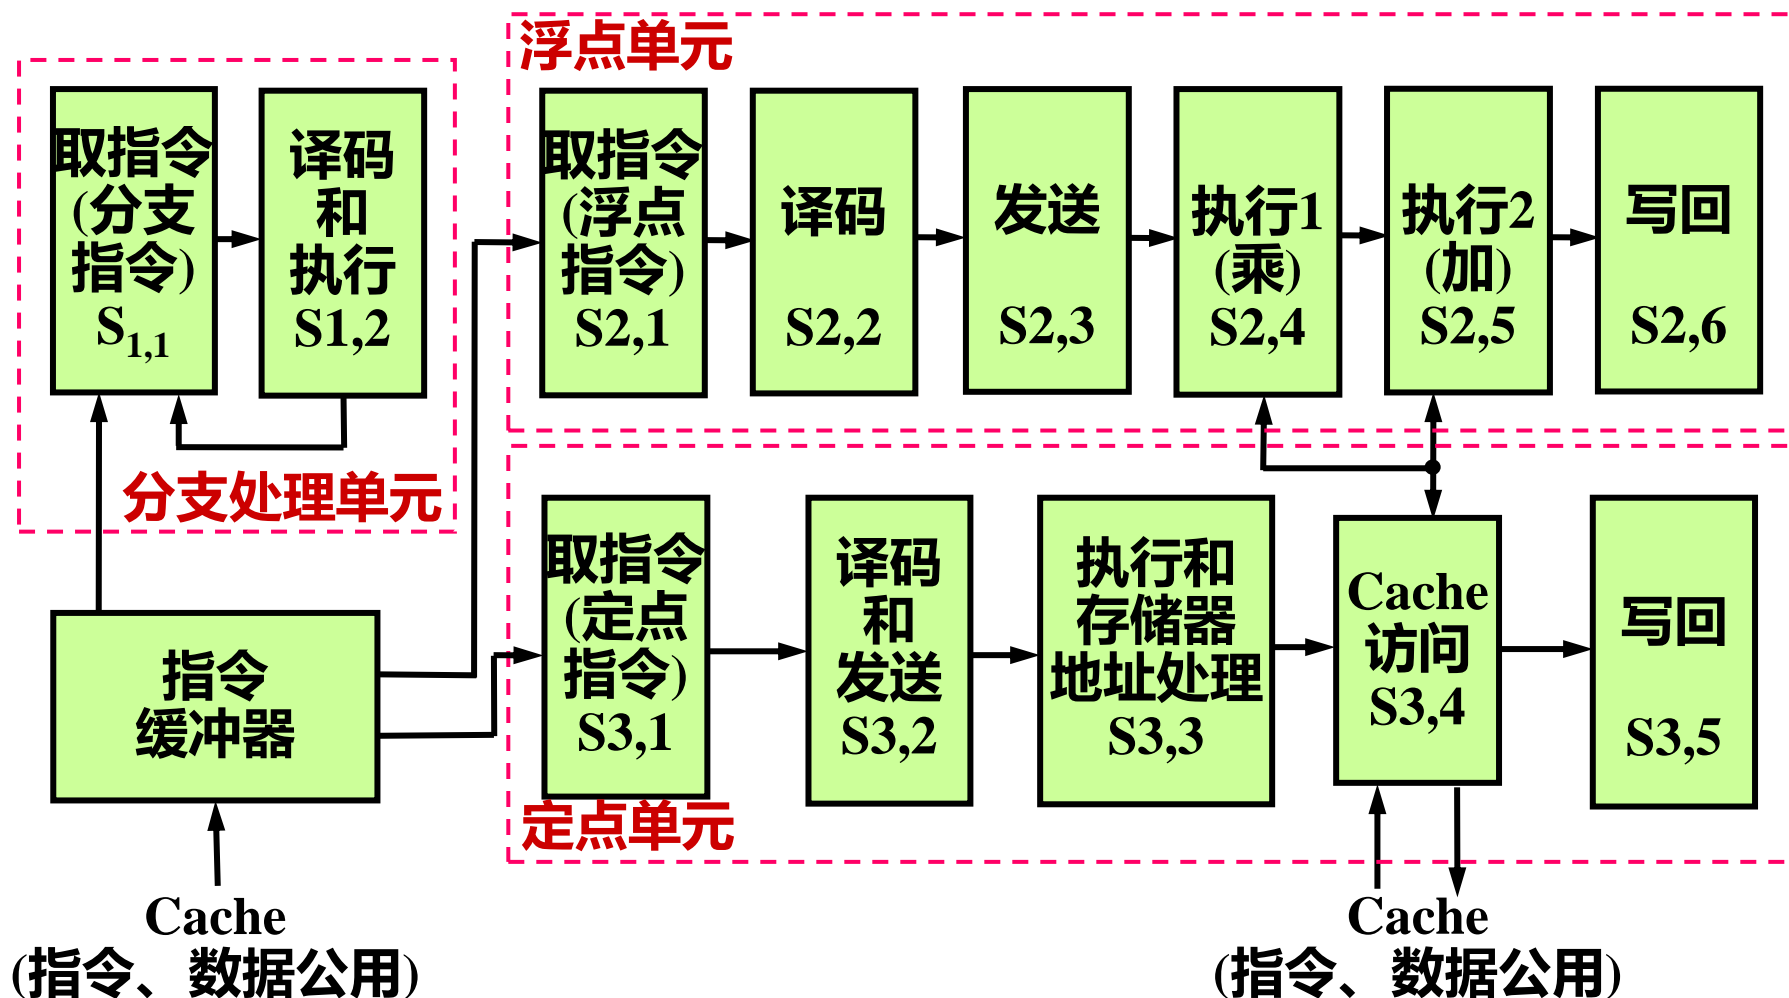 浮点单元
取指令
(分支
指令)
S1,1
译码
和
执行
S1,2
分支处理单元
取指令
(浮点
指令)
S2,1
译码
S2,2
发送
S2,3
执行1
(乘)
S2,4
执行2
(加)
S2,5
写回
S2,6
指令
缓冲器
取指令
(定点
指令)
S3,1
译码
和
发送
S3,2
执行和
存储器
地址处理
S3,3
Cache
访问
S3,4
写回
S3,5
定点单元
Cache
(指令、数据公用)
Cache
(指令、数据公用)